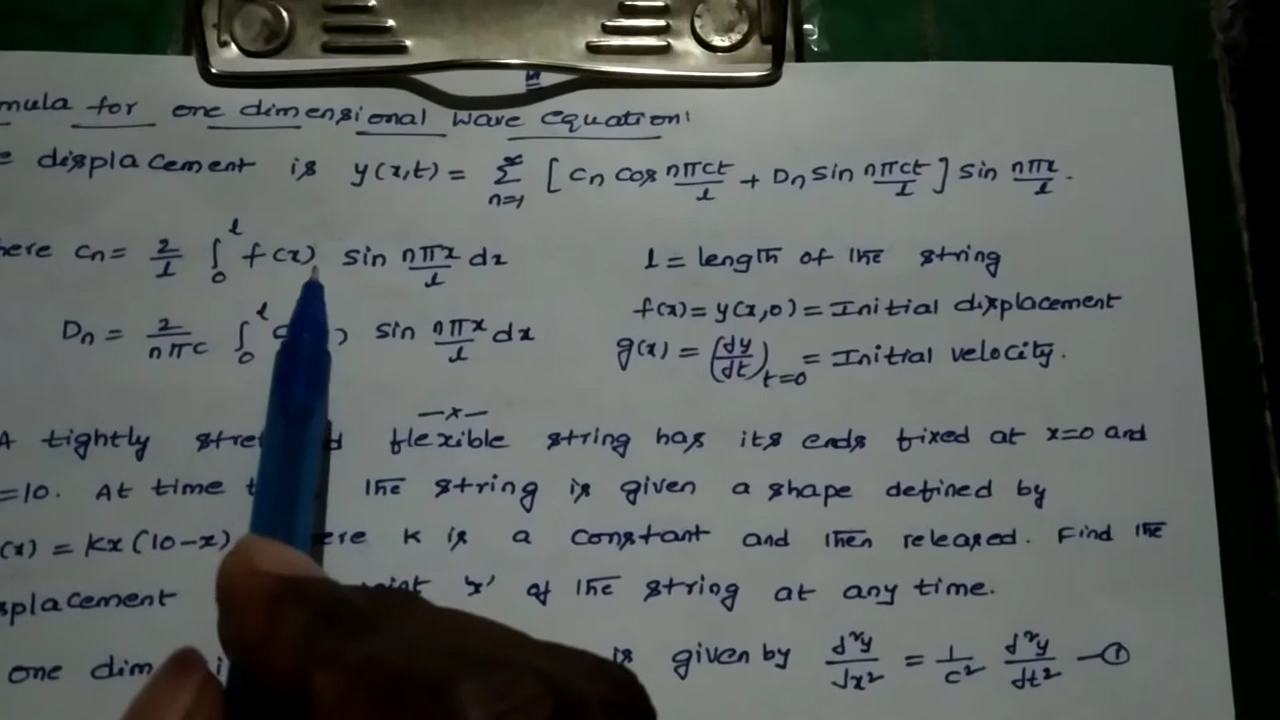 mula for one dimensional wave equation:
displacement is y(x,t) = ∞ Σ n=1 [Cn cos nπct/l + Dn sin nπct/l] sin nπx/l.
here Cn = 2/l ∫₀ˡ f(x) sin nπx/l dx
l = length of the string
f(x) = y(x,0) = Initial displacement
Dn = 2/nπc ∫₀ˡ ) sin nπx/l dx
g(x) = (dy/dt)t=0 = Initial velocity.
—x—
A tightly flexible string has its ends fixed at x=0 and
=10. At time the string is given a shape defined by
(x) = Kx(10-x) K is a constant and then released. Find the
splacement 'x' of the string at any time.
one dim is given by d²y/dx² = 1/c² d²y/dt² —①